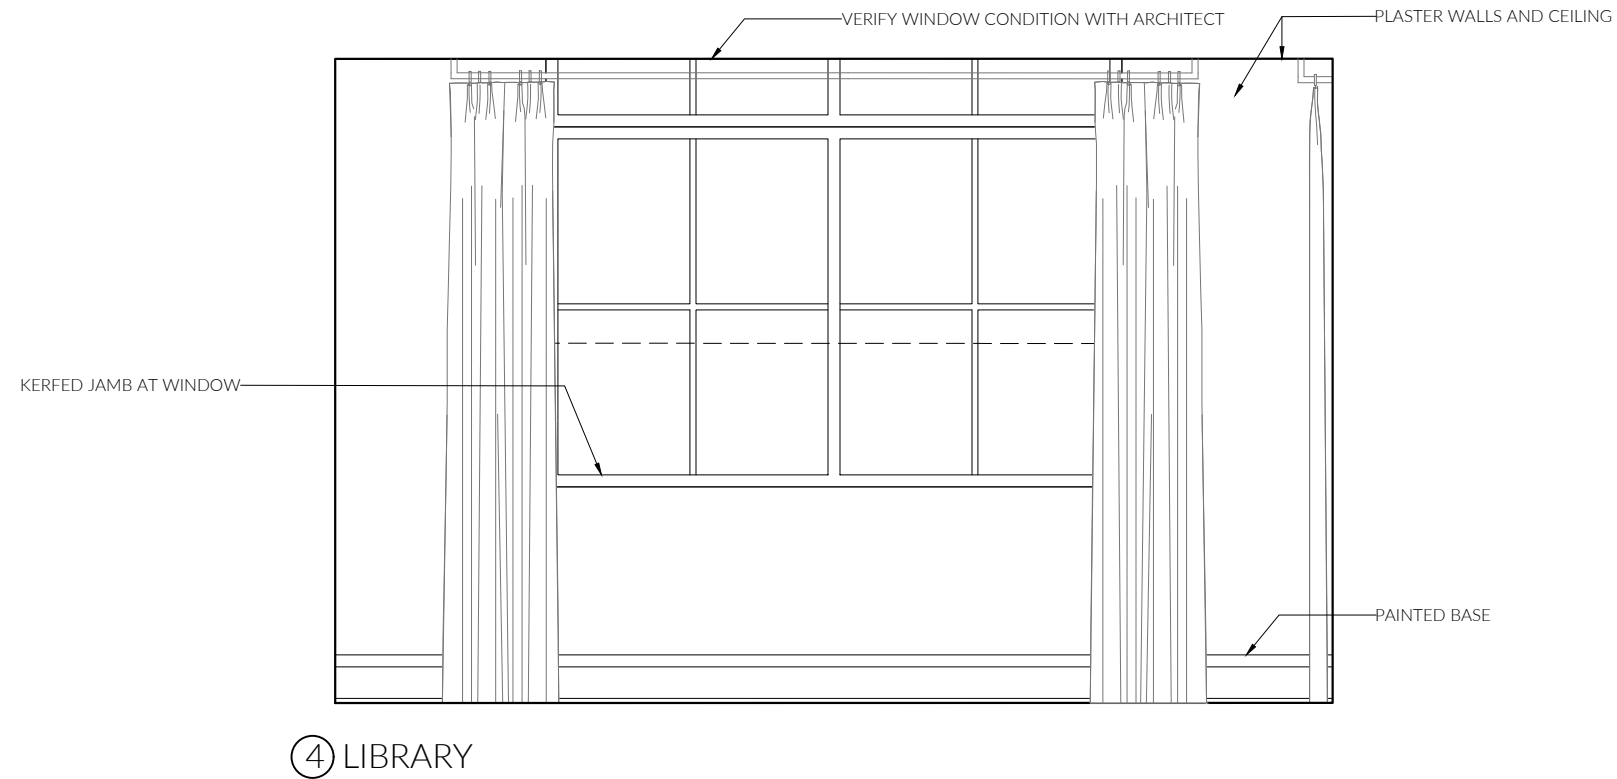 VERIFY WINDOW CONDITION WITH ARCHITECT
PLASTER WALLS AND CEILING
KERFED JAMB AT WINDOW
PAINTED BASE
4 LIBRARY